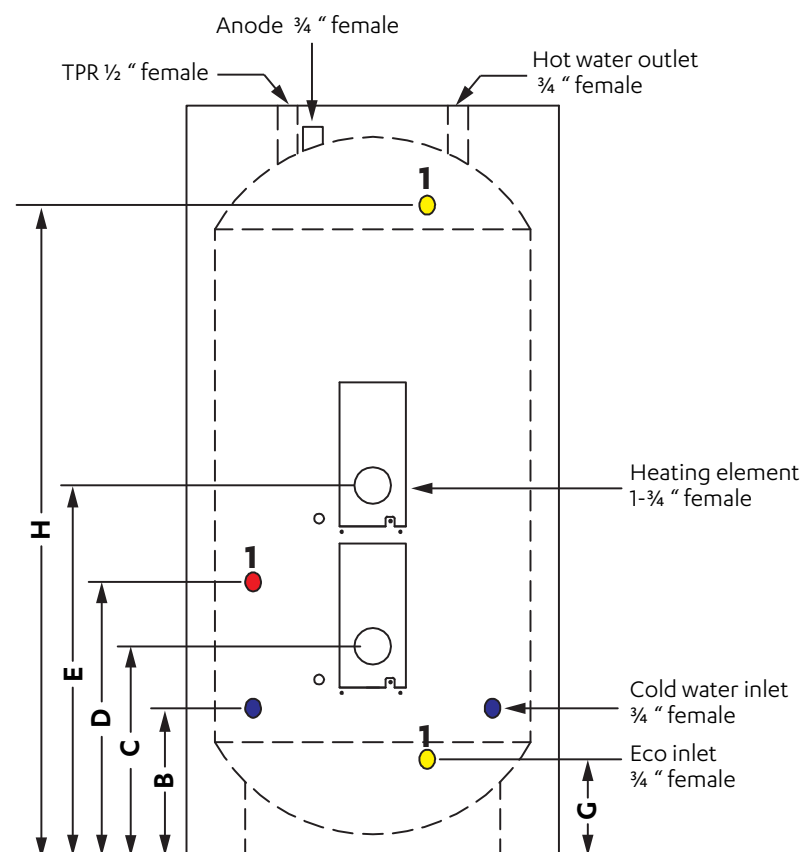 Anode ¾ “ female
TPR ½ “ female
Hot water outlet
¾ “ female
1
H
E
Heating element
1-¾ “ female
1
D
C
B
Cold water inlet
¾ “ female
1
Eco inlet
¾ “ female
G